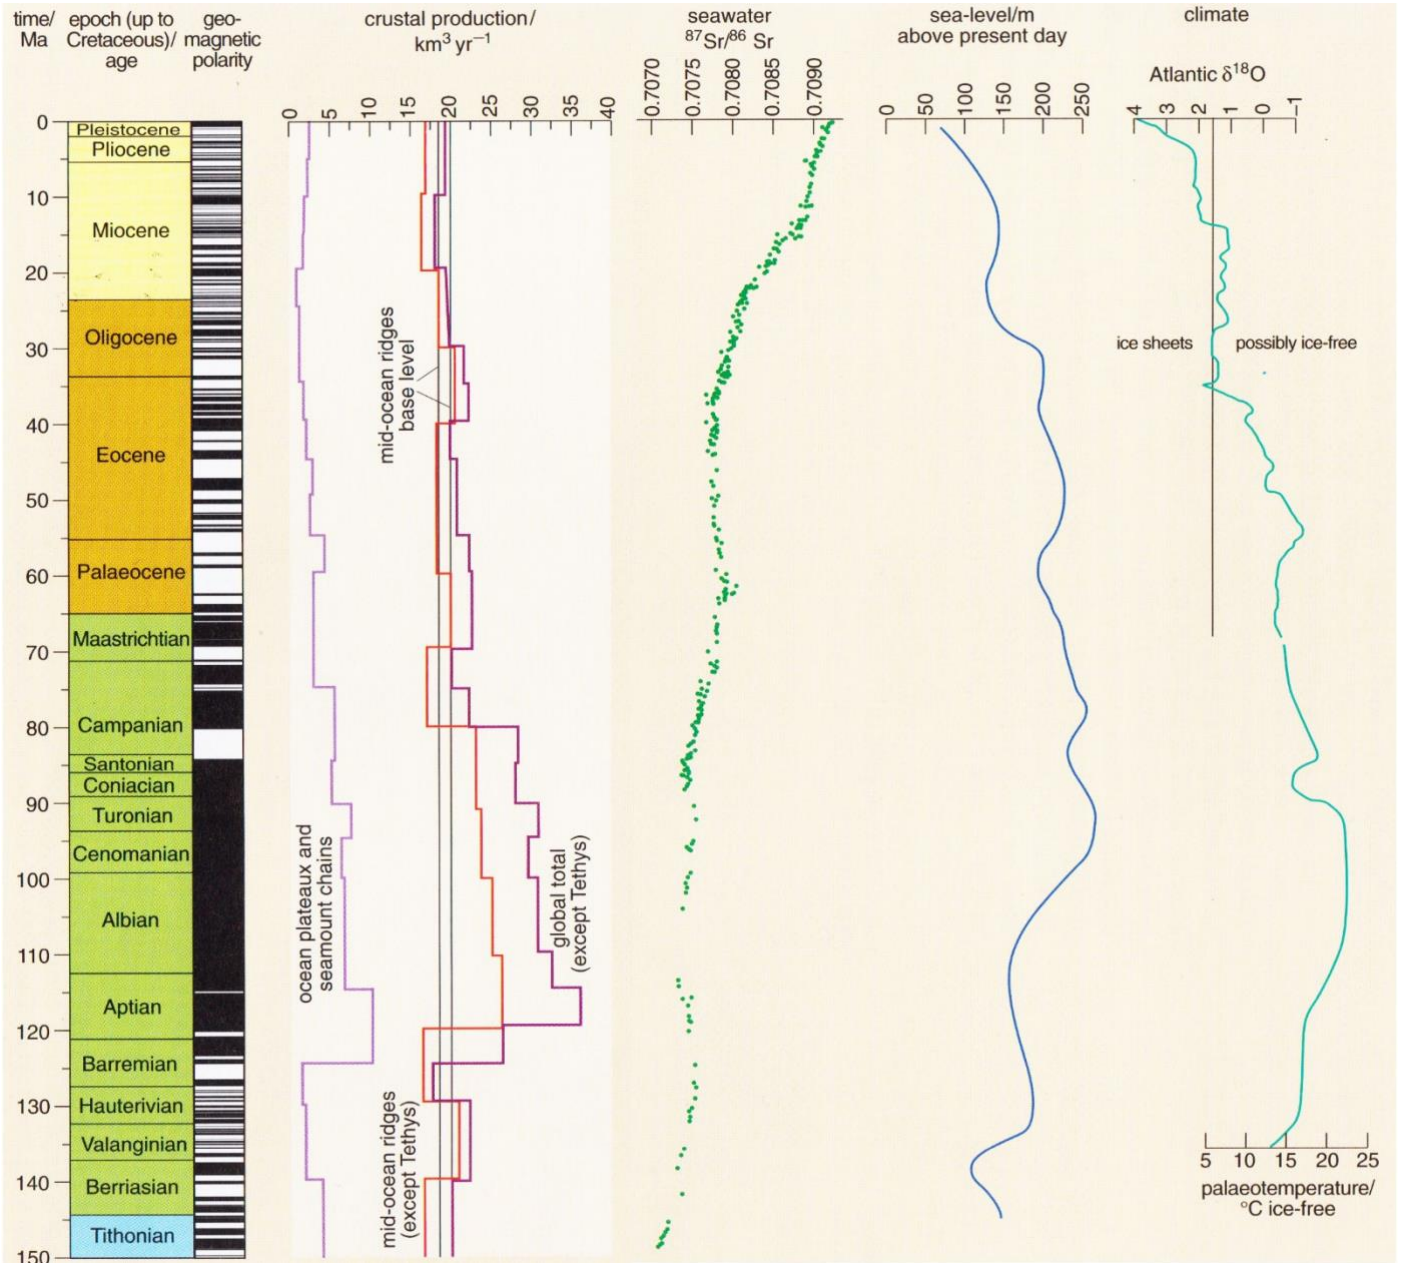 time/
Ma
epoch (up to
Cretaceous)/
age
geo-
magnetic
polarity
crustal production/
km³ yr⁻¹
seawater
⁸⁷Sr/⁸⁶ Sr
sea-level/m
above present day
climate
Atlantic δ¹⁸O
0 5 10 15 20 25 30 35 40
0.7070 0.7075 0.7080 0.7085 0.7090
0 50 100 150 200 250
4 3 2 1 0 –1
0
10
20
30
40
50
60
70
80
90
100
110
120
130
140
150
Pleistocene
Pliocene
Miocene
Oligocene
Eocene
Palaeocene
Maastrichtian
Campanian
Santonian
Coniacian
Turonian
Cenomanian
Albian
Aptian
Barremian
Hauterivian
Valanginian
Berriasian
Tithonian
mid-ocean ridges
base level
ocean plateaux and
seamount chains
global total
(except Tethys)
mid-ocean ridges
(except Tethys)
ice sheets
possibly ice-free
5 10 15 20 25
palaeotemperature/
°C ice-free